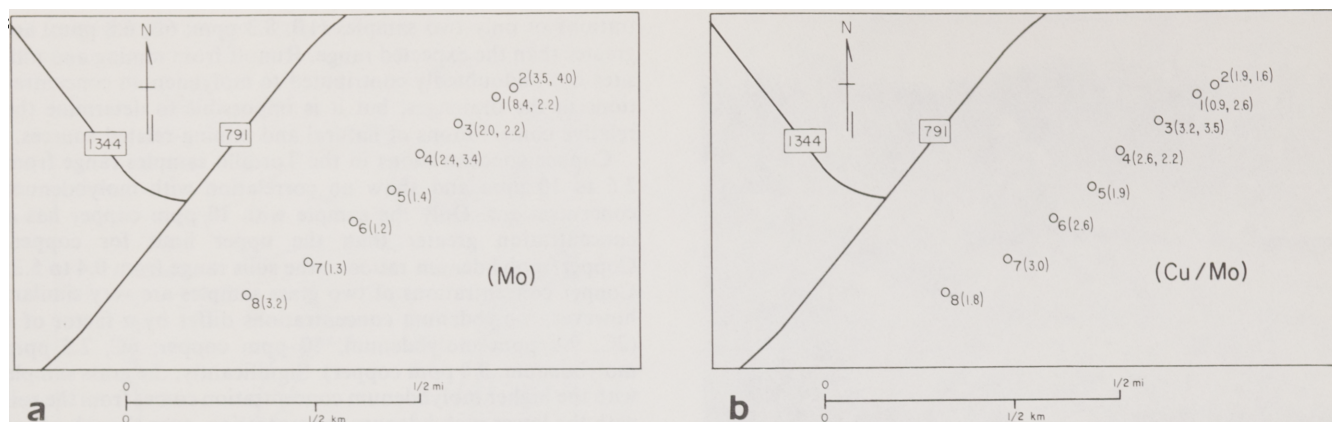 N
2(3.5, 4.0)
1(8.4, 2.2)
3(2.0, 2.2)
1344
791
4(2.4, 3.4)
5(1.4)
6(1.2)
7(1.3)
(Mo)
8(3.2)
0
1/2 mi
a
0
1/2 km
N
2(1.9, 1.6)
1(0.9, 2.6)
3(3.2, 3.5)
1344
791
4(2.6, 2.2)
5(1.9)
6(2.6)
7(3.0)
(Cu/Mo)
8(1.8)
0
1/2 mi
b
0
1/2 km